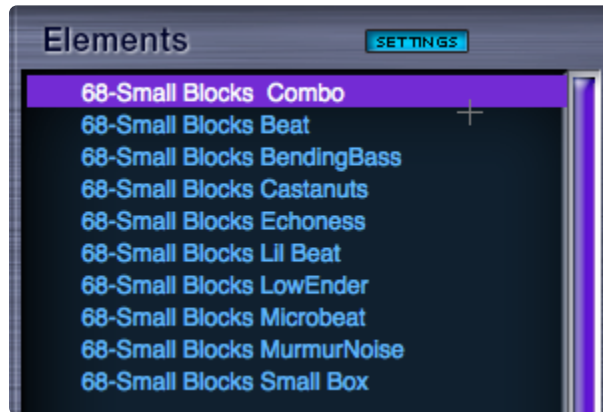 Elements SETTINGS
68-Small Blocks  Combo
68-Small Blocks Beat
68-Small Blocks BendingBass
68-Small Blocks Castanuts
68-Small Blocks Echoness
68-Small Blocks Lil Beat
68-Small Blocks LowEnder
68-Small Blocks Microbeat
68-Small Blocks MurmurNoise
68-Small Blocks Small Box